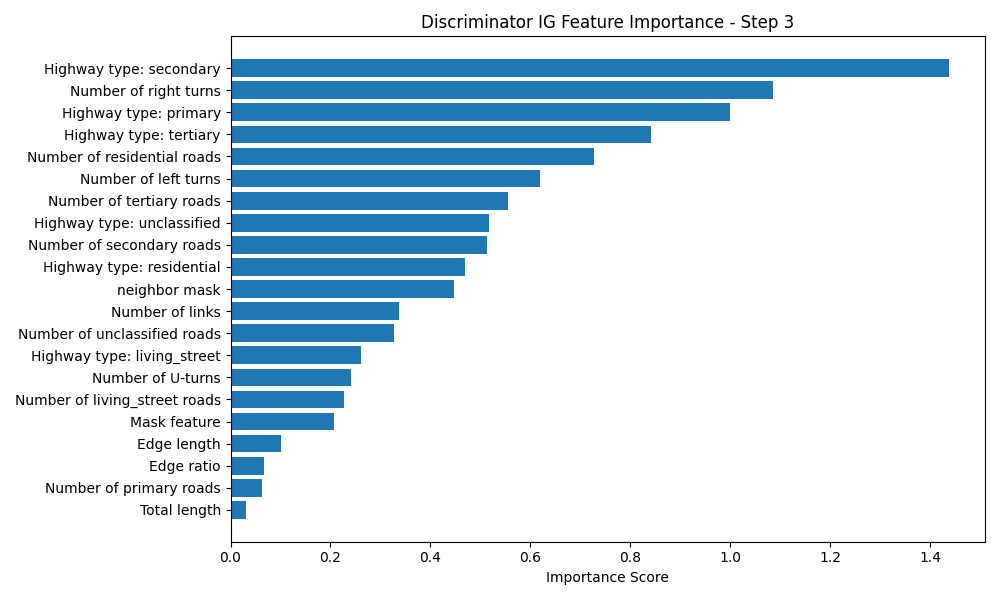 Discriminator IG Feature Importance - Step 3
Highway type: secondary
Number of right turns
Highway type: primary
Highway type: tertiary
Number of residential roads
Number of left turns
Number of tertiary roads
Highway type: unclassified
Number of secondary roads
Highway type: residential
neighbor mask
Number of links
Number of unclassified roads
Highway type: living_street
Number of U-turns
Number of living_street roads
Mask feature
Edge length
Edge ratio
Number of primary roads
Total length
0.0 0.2 0.4 0.6 0.8 1.0 1.2 1.4
Importance Score